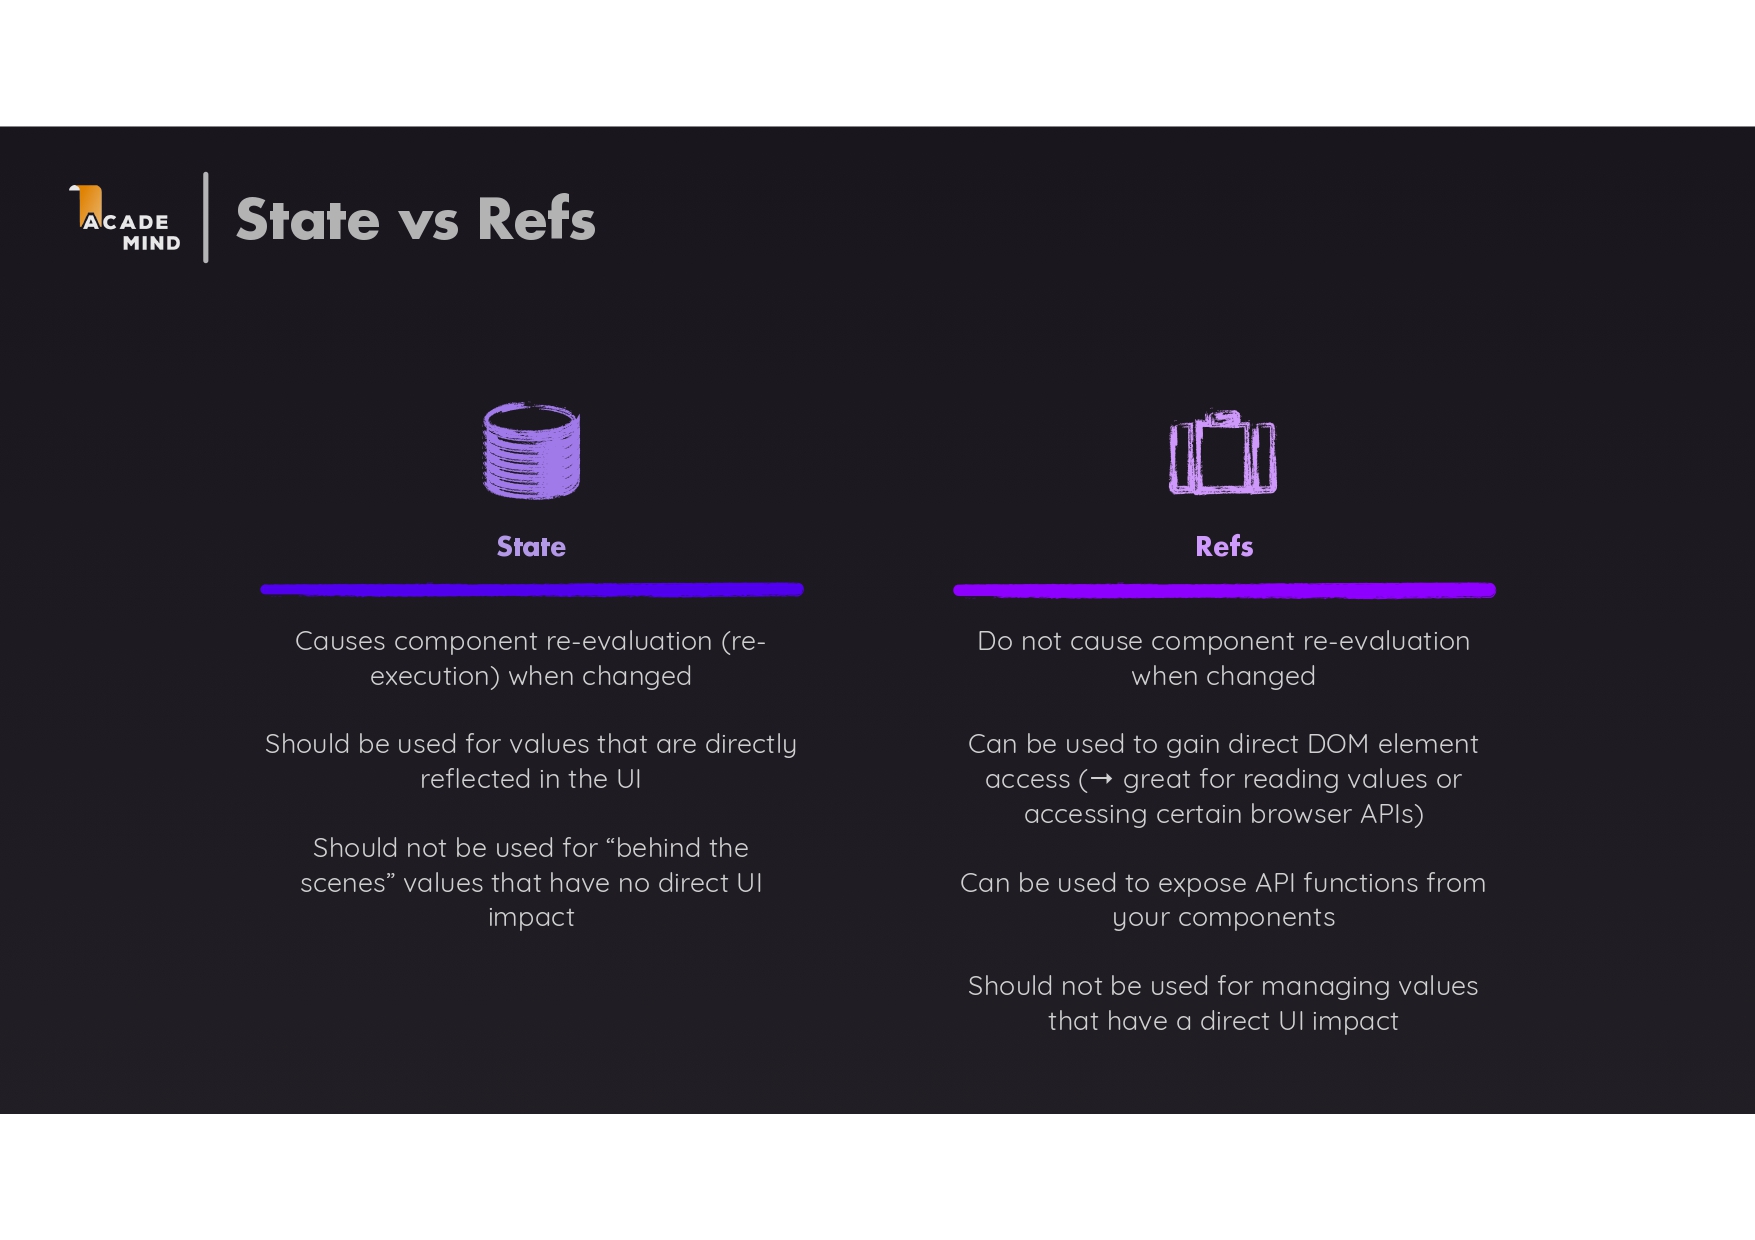 ACADE
MIND
State vs Refs
State
Causes component re-evaluation (re-
execution) when changed
Should be used for values that are directly
reflected in the UI
Should not be used for “behind the
scenes” values that have no direct UI
impact
Refs
Do not cause component re-evaluation
when changed
Can be used to gain direct DOM element
access (→ great for reading values or
accessing certain browser APIs)
Can be used to expose API functions from
your components
Should not be used for managing values
that have a direct UI impact